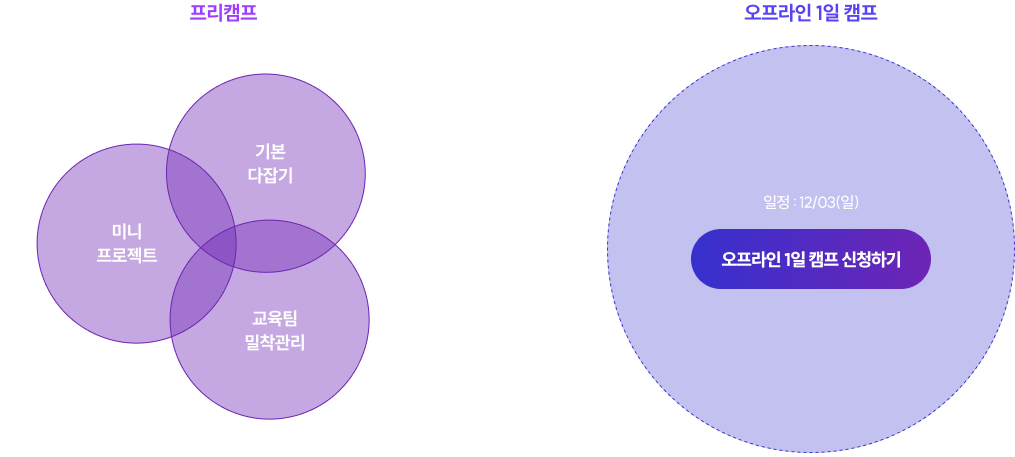 프리캠프
기본
다잡기
미니
프로젝트
교육팀
밀착관리
오프라인 1일 캠프
일정 : 12/03(일)
오프라인 1일 캠프 신청하기